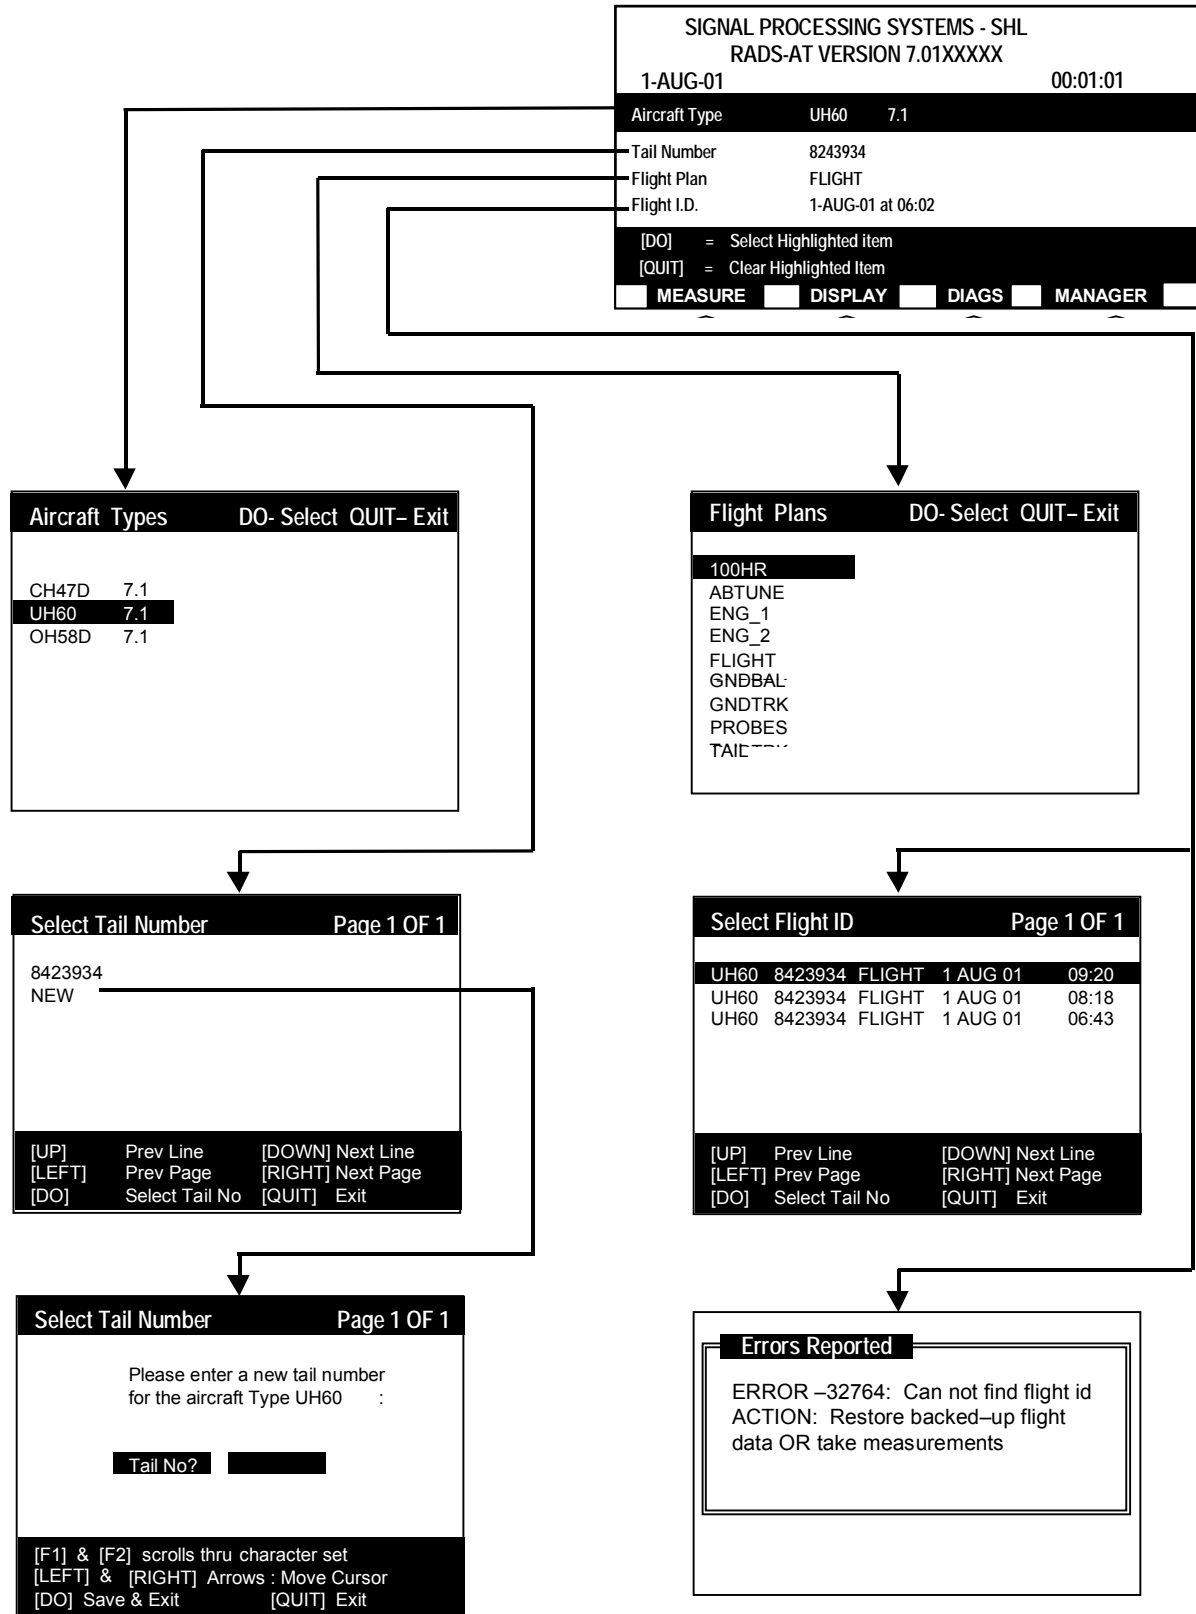 SIGNAL PROCESSING SYSTEMS - SHL
RADS-AT VERSION 7.01XXXXX
1-AUG-01 00:01:01
Aircraft Type UH60 7.1
Tail Number 8243934
Flight Plan FLIGHT
Flight I.D. 1-AUG-01 at 06:02
[DO] = Select Highlighted item
[QUIT] = Clear Highlighted Item
MEASURE DISPLAY DIAGS MANAGER
Aircraft Types DO- Select QUIT– Exit
CH47D 7.1
UH60 7.1
OH58D 7.1
Flight Plans DO- Select QUIT– Exit
100HR
ABTUNE
ENG_1
ENG_2
FLIGHT
GNDBAL
GNDTRK
PROBES
TAIL
Select Tail Number Page 1 OF 1
8423934
NEW
[UP] Prev Line [DOWN] Next Line
[LEFT] Prev Page [RIGHT] Next Page
[DO] Select Tail No [QUIT] Exit
Select Flight ID Page 1 OF 1
UH60 8423934 FLIGHT 1 AUG 01 09:20
UH60 8423934 FLIGHT 1 AUG 01 08:18
UH60 8423934 FLIGHT 1 AUG 01 06:43
[UP] Prev Line [DOWN] Next Line
[LEFT] Prev Page [RIGHT] Next Page
[DO] Select Tail No [QUIT] Exit
Select Tail Number Page 1 OF 1
Please enter a new tail number
for the aircraft Type UH60 :
Tail No?
[F1] & [F2] scrolls thru character set
[LEFT] & [RIGHT] Arrows : Move Cursor
[DO] Save & Exit [QUIT] Exit
Errors Reported
ERROR –32764: Can not find flight id
ACTION: Restore backed–up flight
data OR take measurements